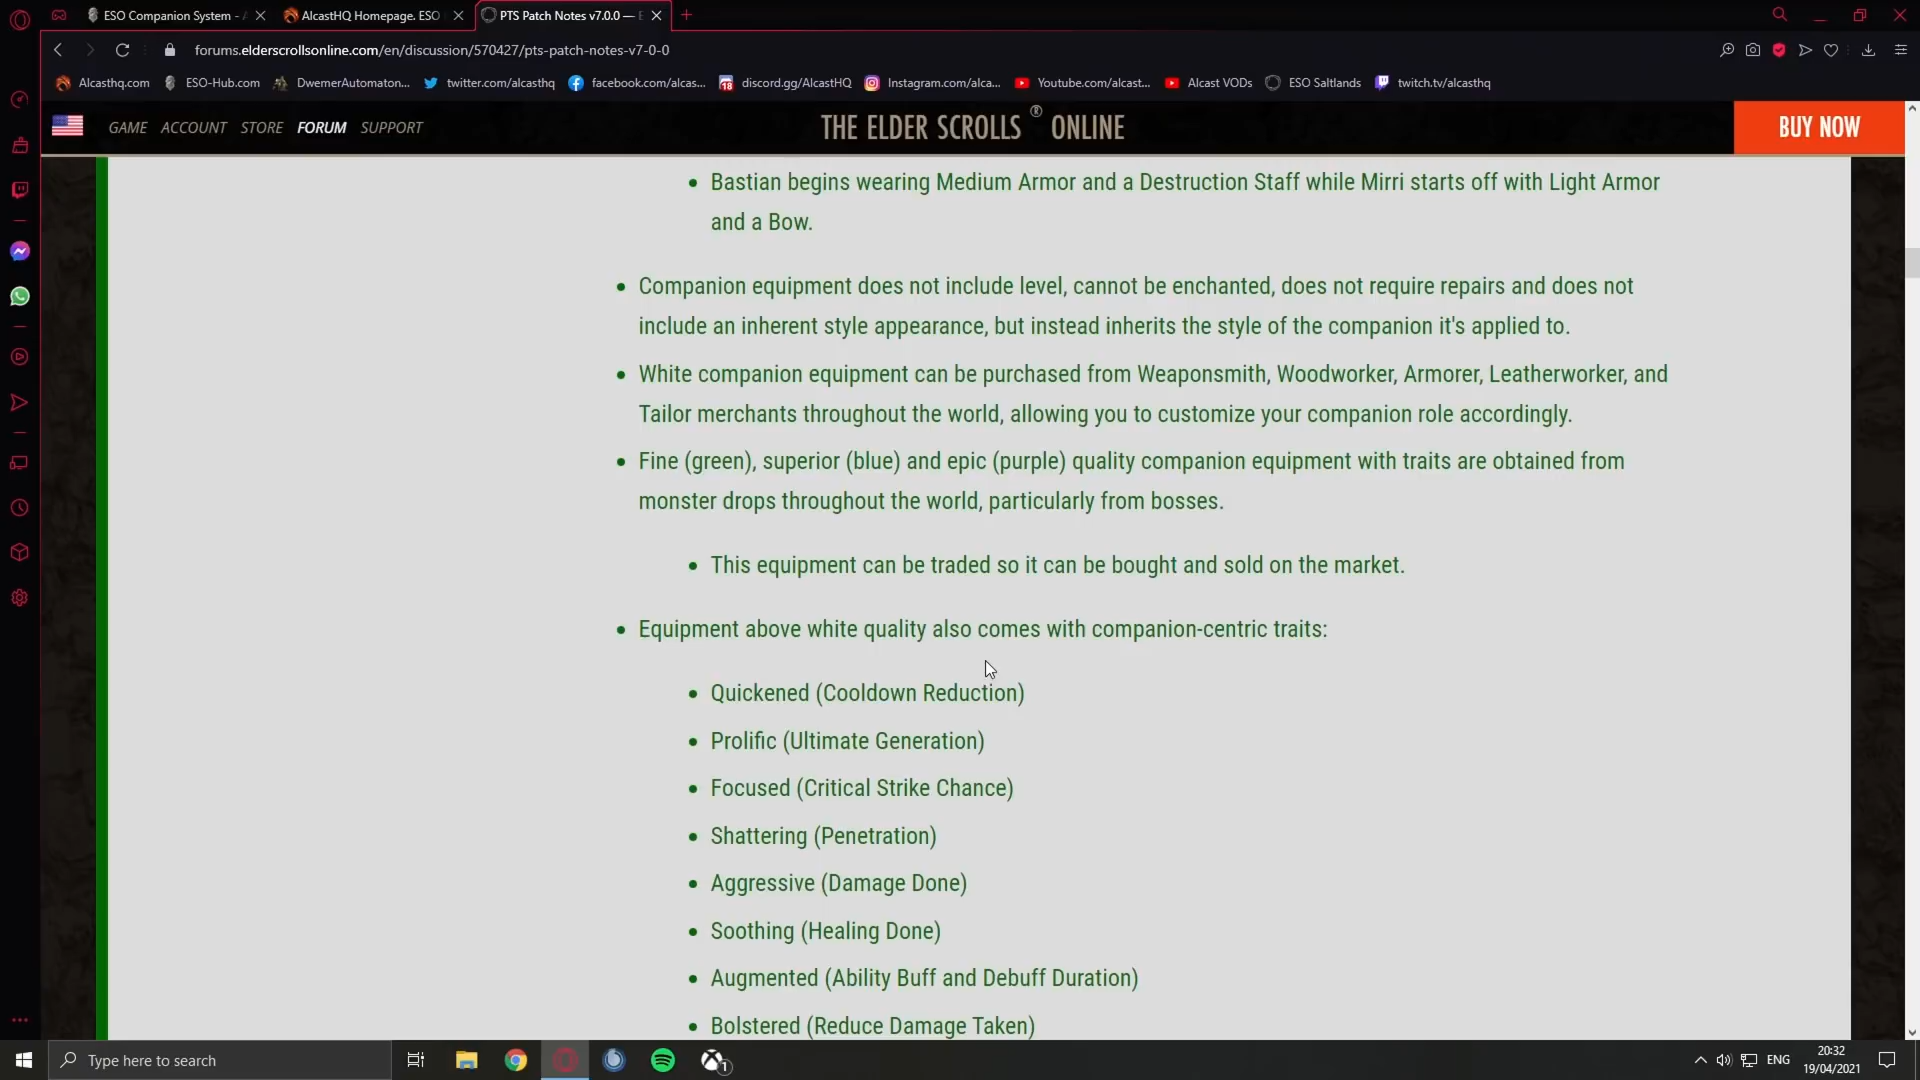 ESO Companion System - A
AlcastHQ Homepage. ESO
PTS Patch Notes v7.0.0 — E
forums.elderscrollsonline.com/en/discussion/570427/pts-patch-notes-v7-0-0
Alcasthq.com
ESO-Hub.com
DwemerAutomaton...
twitter.com/alcasthq
facebook.com/alcas...
18
discord.gg/AlcastHQ
Instagram.com/alca...
Youtube.com/alcast...
Alcast VODs
ESO Saltlands
twitch.tv/alcasthq
GAME ACCOUNT STORE FORUM SUPPORT
THE ELDER SCROLLS ® ONLINE
BUY NOW
• Bastian begins wearing Medium Armor and a Destruction Staff while Mirri starts off with Light Armor
and a Bow.
• Companion equipment does not include level, cannot be enchanted, does not require repairs and does not
include an inherent style appearance, but instead inherits the style of the companion it's applied to.
• White companion equipment can be purchased from Weaponsmith, Woodworker, Armorer, Leatherworker, and
Tailor merchants throughout the world, allowing you to customize your companion role accordingly.
• Fine (green), superior (blue) and epic (purple) quality companion equipment with traits are obtained from
monster drops throughout the world, particularly from bosses.
• This equipment can be traded so it can be bought and sold on the market.
• Equipment above white quality also comes with companion-centric traits:
• Quickened (Cooldown Reduction)
• Prolific (Ultimate Generation)
• Focused (Critical Strike Chance)
• Shattering (Penetration)
• Aggressive (Damage Done)
• Soothing (Healing Done)
• Augmented (Ability Buff and Debuff Duration)
• Bolstered (Reduce Damage Taken)
Type here to search
1
ENG
20:32
19/04/2021